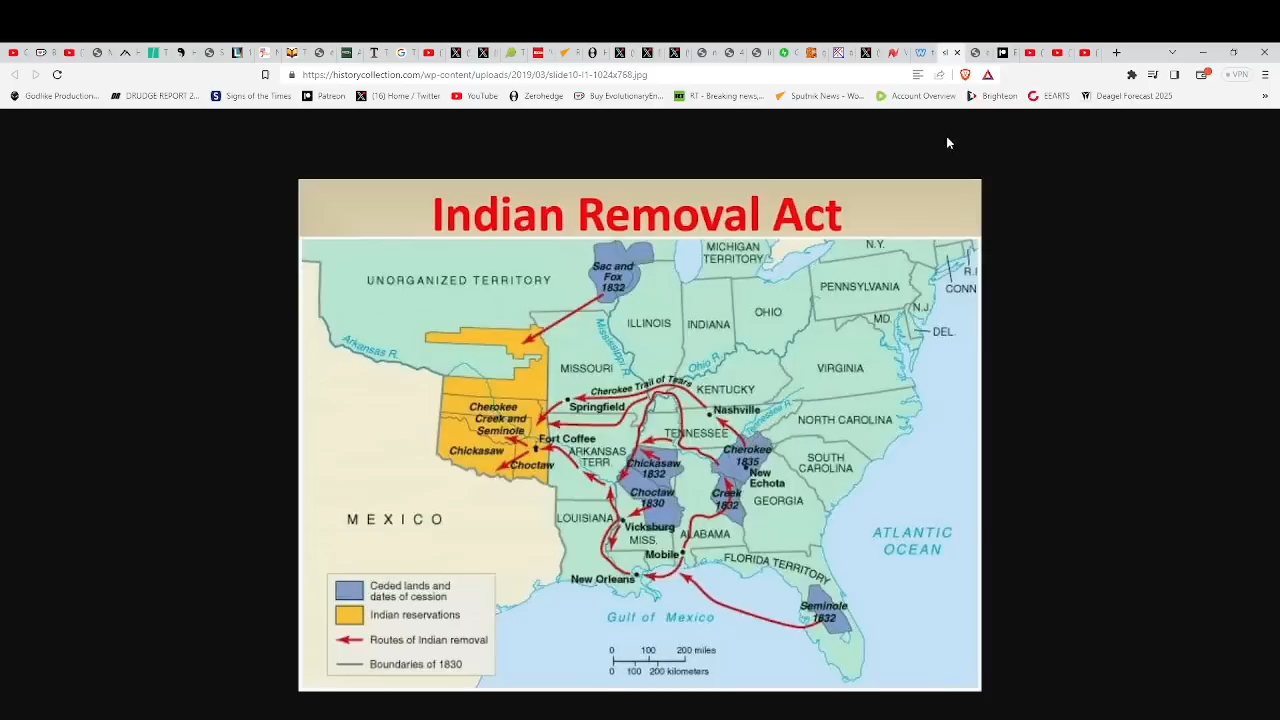 https://historycollection.com/wp-content/uploads/2019/03/slide10-l1-1024x768.jpg
VPN
Godlike Production...
DRUDGE REPORT 2...
Signs of the Times
Patreon
(16) Home / Twitter
YouTube
Zerohedge
Buy EvolutionaryEn...
RT - Breaking news,...
Sputnik News - Wo...
Account Overview
Brighteon
EEARTS
Deagel Forecast 2025
»
Indian Removal Act
UNORGANIZED TERRITORY
Sac and
Fox
1832
MICHIGAN
TERRITORY
N.Y.
R.I
CONN
PENNSYLVANIA
N.J.
OHIO
ILLINOIS
INDIANA
MD.
DEL.
Arkansas R.
Mississippi R.
Ohio R.
MISSOURI
VIRGINIA
Cherokee Trail of Tears
KENTUCKY
Springfield
Nashville
Tennessee R.
Cherokee
Creek and
Seminole
NORTH CAROLINA
TENNESSEE
Fort Coffee
Chickasaw
Choctaw
ARKANSAS
TERR.
Chickasaw
1832
Cherokee
1835
SOUTH
CAROLINA
New
Echota
Choctaw
1830
Creek
1832
GEORGIA
MEXICO
LOUISIANA
Vicksburg
MISS.
ALABAMA
ATLANTIC
OCEAN
Mobile
FLORIDA TERRITORY
New Orleans
Ceded lands and
dates of cession
Indian reservations
Routes of Indian removal
Boundaries of 1830
Gulf of Mexico
Seminole
1832
0 100 200 miles
0 100 200 kilometers